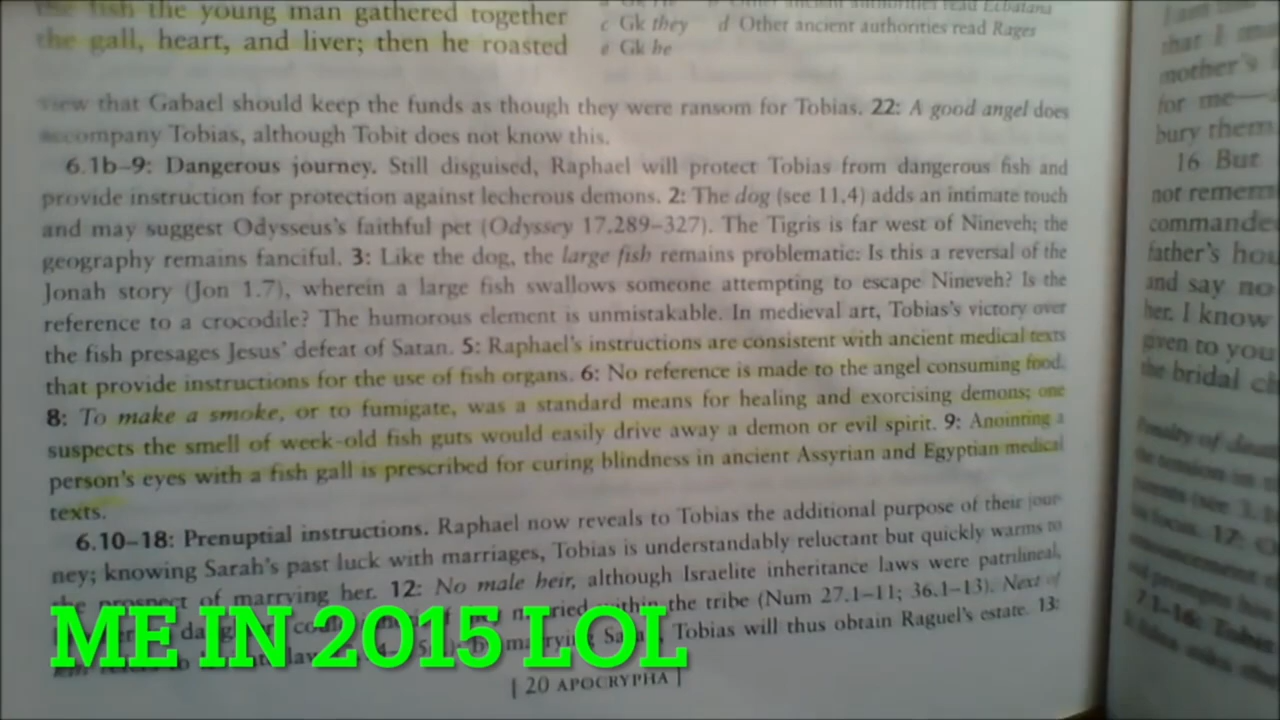 the fish the young man gathered together
the gall, heart, and liver; then he roasted
Other ancient authorities read Ecbatana
c Gk they d Other ancient authorities read Rages
e Gk he
view that Gabael should keep the funds as though they were ransom for Tobias. 22: A good angel does
accompany Tobias, although Tobit does not know this.
6.1b–9: Dangerous journey. Still disguised, Raphael will protect Tobias from dangerous fish and
provide instruction for protection against lecherous demons. 2: The dog (see 11.4) adds an intimate touch
and may suggest Odysseus's faithful pet (Odyssey 17.289–327). The Tigris is far west of Nineveh; the
geography remains fanciful. 3: Like the dog, the large fish remains problematic: Is this a reversal of the
Jonah story (Jon 1.7), wherein a large fish swallows someone attempting to escape Nineveh? Is the
reference to a crocodile? The humorous element is unmistakable. In medieval art, Tobias's victory over
the fish presages Jesus' defeat of Satan. 5: Raphael's instructions are consistent with ancient medical texts
that provide instructions for the use of fish organs. 6: No reference is made to the angel consuming food.
8: To make a smoke, or to fumigate, was a standard means for healing and exorcising demons; one
suspects the smell of week-old fish guts would easily drive away a demon or evil spirit. 9: Anointing a
person's eyes with a fish gall is prescribed for curing blindness in ancient Assyrian and Egyptian medical
texts.
6.10–18: Prenuptial instructions. Raphael now reveals to Tobias the additional purpose of their jour-
ney; knowing Sarah's past luck with marriages, Tobias is understandably reluctant but quickly warms to
the prospect of marrying her. 12: No male heir, although Israelite inheritance laws were patrilineal,
married within the tribe (Num 27.1–11; 36.1–13). Next of
marrying Tobias will thus obtain Raguel's estate. 13:
ME IN 2015 LOL
| 20 APOCRYPHA |
that I
mother's
for me—
bury them
16 But
not remem
commande
father's hou
and say no
her. I know
given to you
the bridal ch